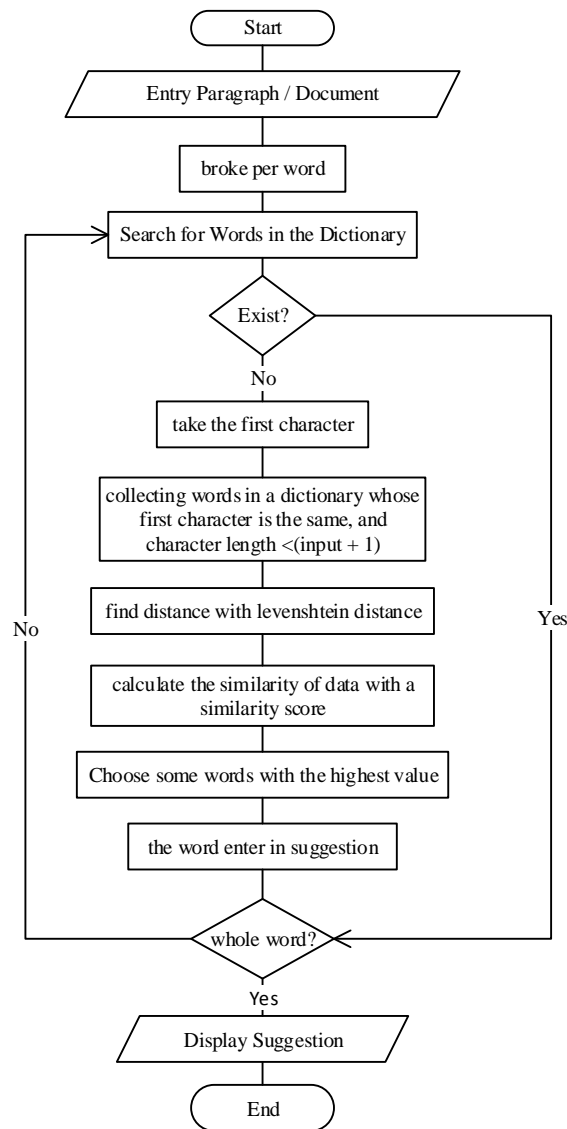 Start
Entry Paragraph / Document
broke per word
Search for Words in the Dictionary
Exist?
No
take the first character
collecting words in a dictionary whose
first character is the same, and
character length <(input + 1)
find distance with levenshtein distance
No
Yes
calculate the similarity of data with a
similarity score
Choose some words with the highest value
the word enter in suggestion
whole word?
Yes
Display Suggestion
End